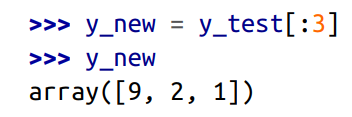 >>> y_new = y_test[:3]
>>> y_new
array([9, 2, 1])